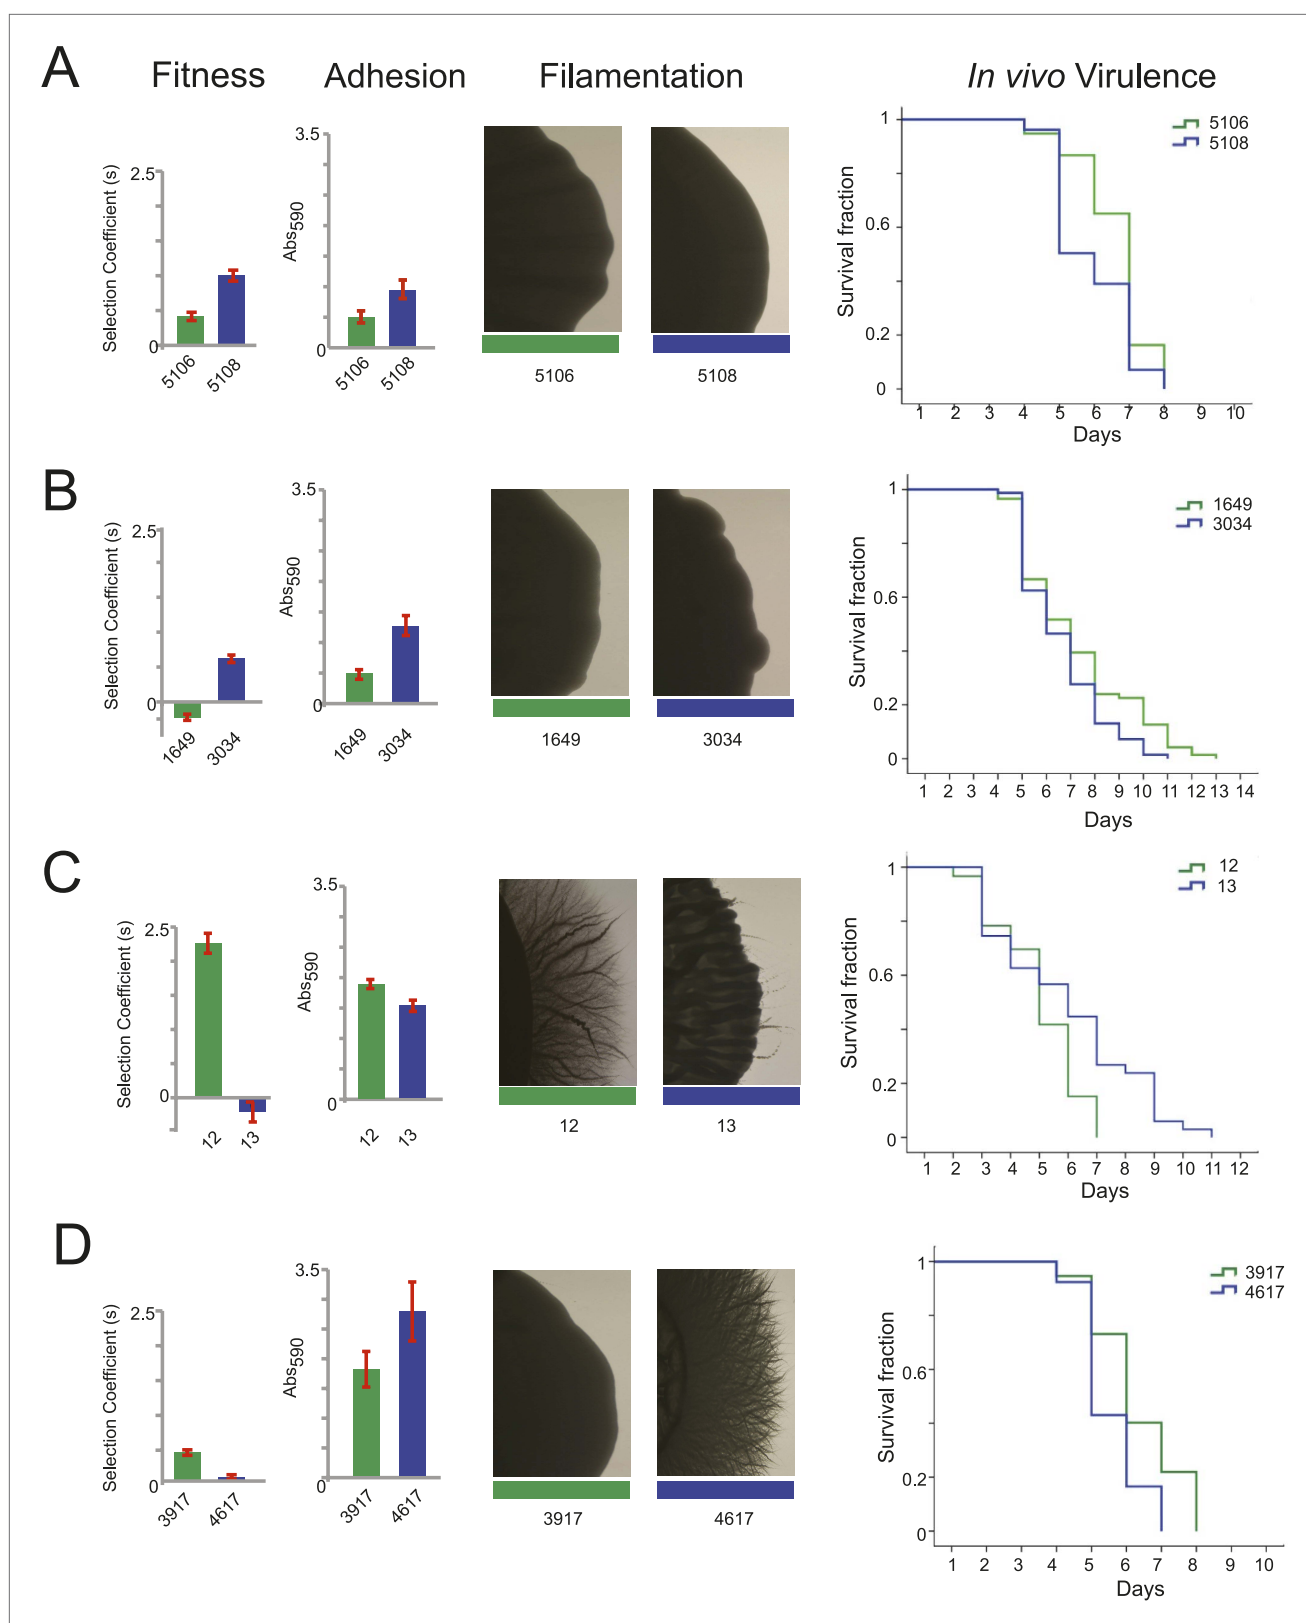 A
Fitness Adhesion Filamentation In vivo Virulence
Selection Coefficient (s)
2.5
0
5106 5108
Abs590
3.5
0
5106 5108
5106 5108
Survival fraction
1
0.6
0.2
0
5106
5108
1 2 3 4 5 6 7 8 9 10
Days
B
Selection Coefficient (s)
2.5
0
1649 3034
Abs590
3.5
0
1649 3034
1649 3034
Survival fraction
1
0.6
0.2
0
1649
3034
1 2 3 4 5 6 7 8 9 10 11 12 13 14
Days
C
Selection Coefficient (s)
2.5
0
12 13
Abs590
3.5
0
12 13
12 13
Survival fraction
1
0.6
0.2
0
12
13
1 2 3 4 5 6 7 8 9 10 11 12
Days
D
Selection Coefficient (s)
2.5
0
3917 4617
Abs590
3.5
0
3917 4617
3917 4617
Survival fraction
1
0.6
0.2
0
3917
4617
1 2 3 4 5 6 7 8 9 10
Days